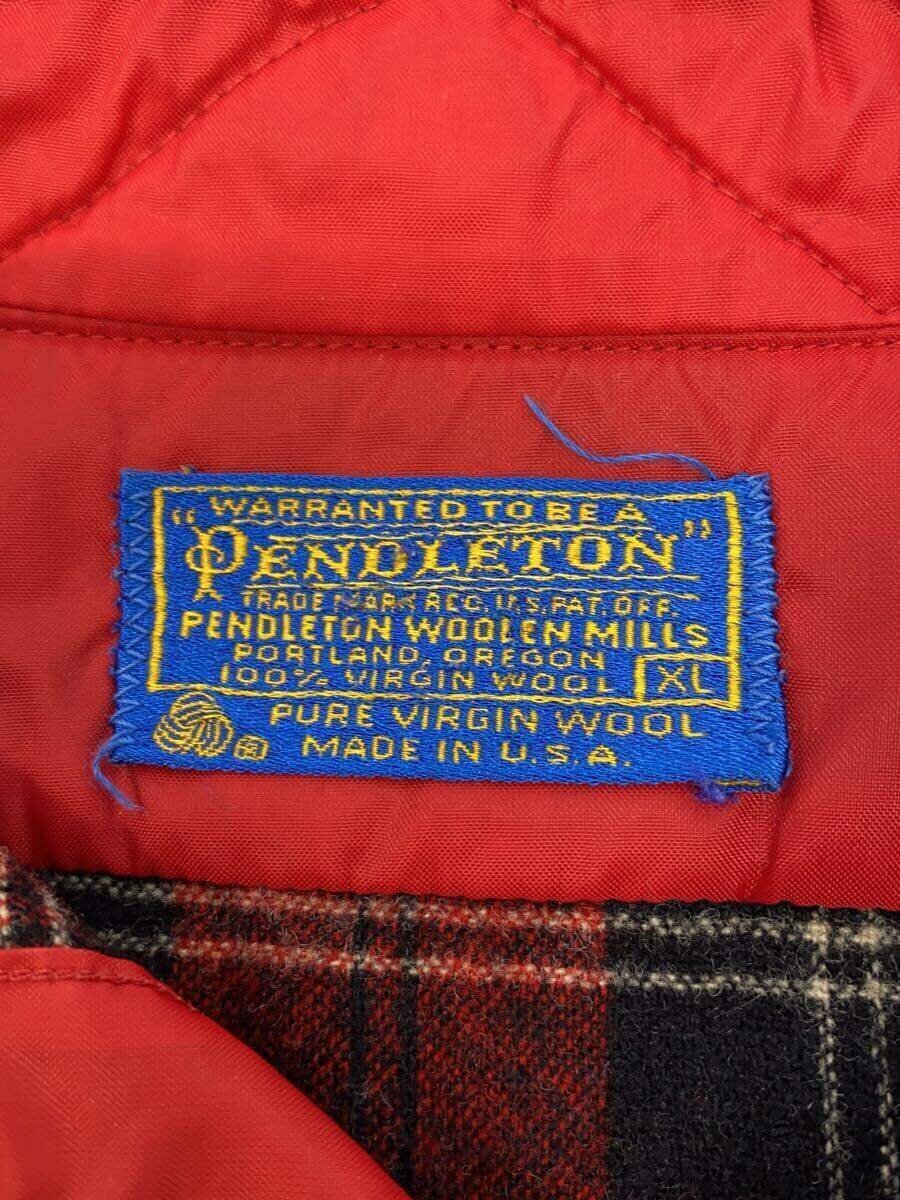 WARRANTED TO BE A
"PENDLETON"
TRADE MARK REG. U.S. PAT. OFF.
PENDLETON WOOLEN MILLS
PORTLAND, OREGON
100% VIRGIN WOOL XL
PURE VIRGIN WOOL
MADE IN U.S.A.